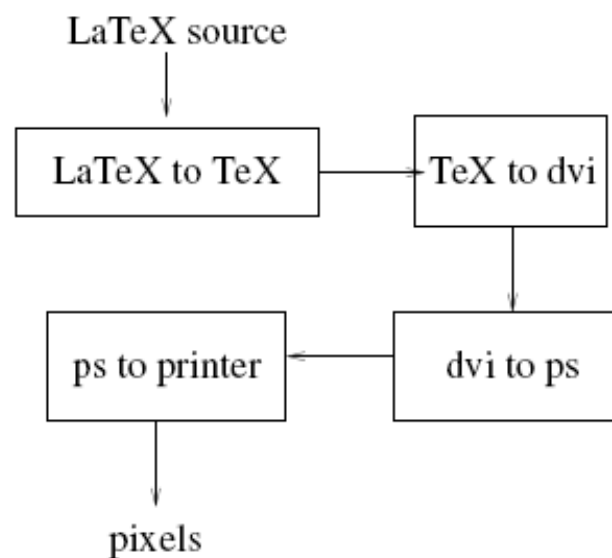 LaTeX source
LaTeX to TeX
TeX to dvi
dvi to ps
ps to printer
pixels